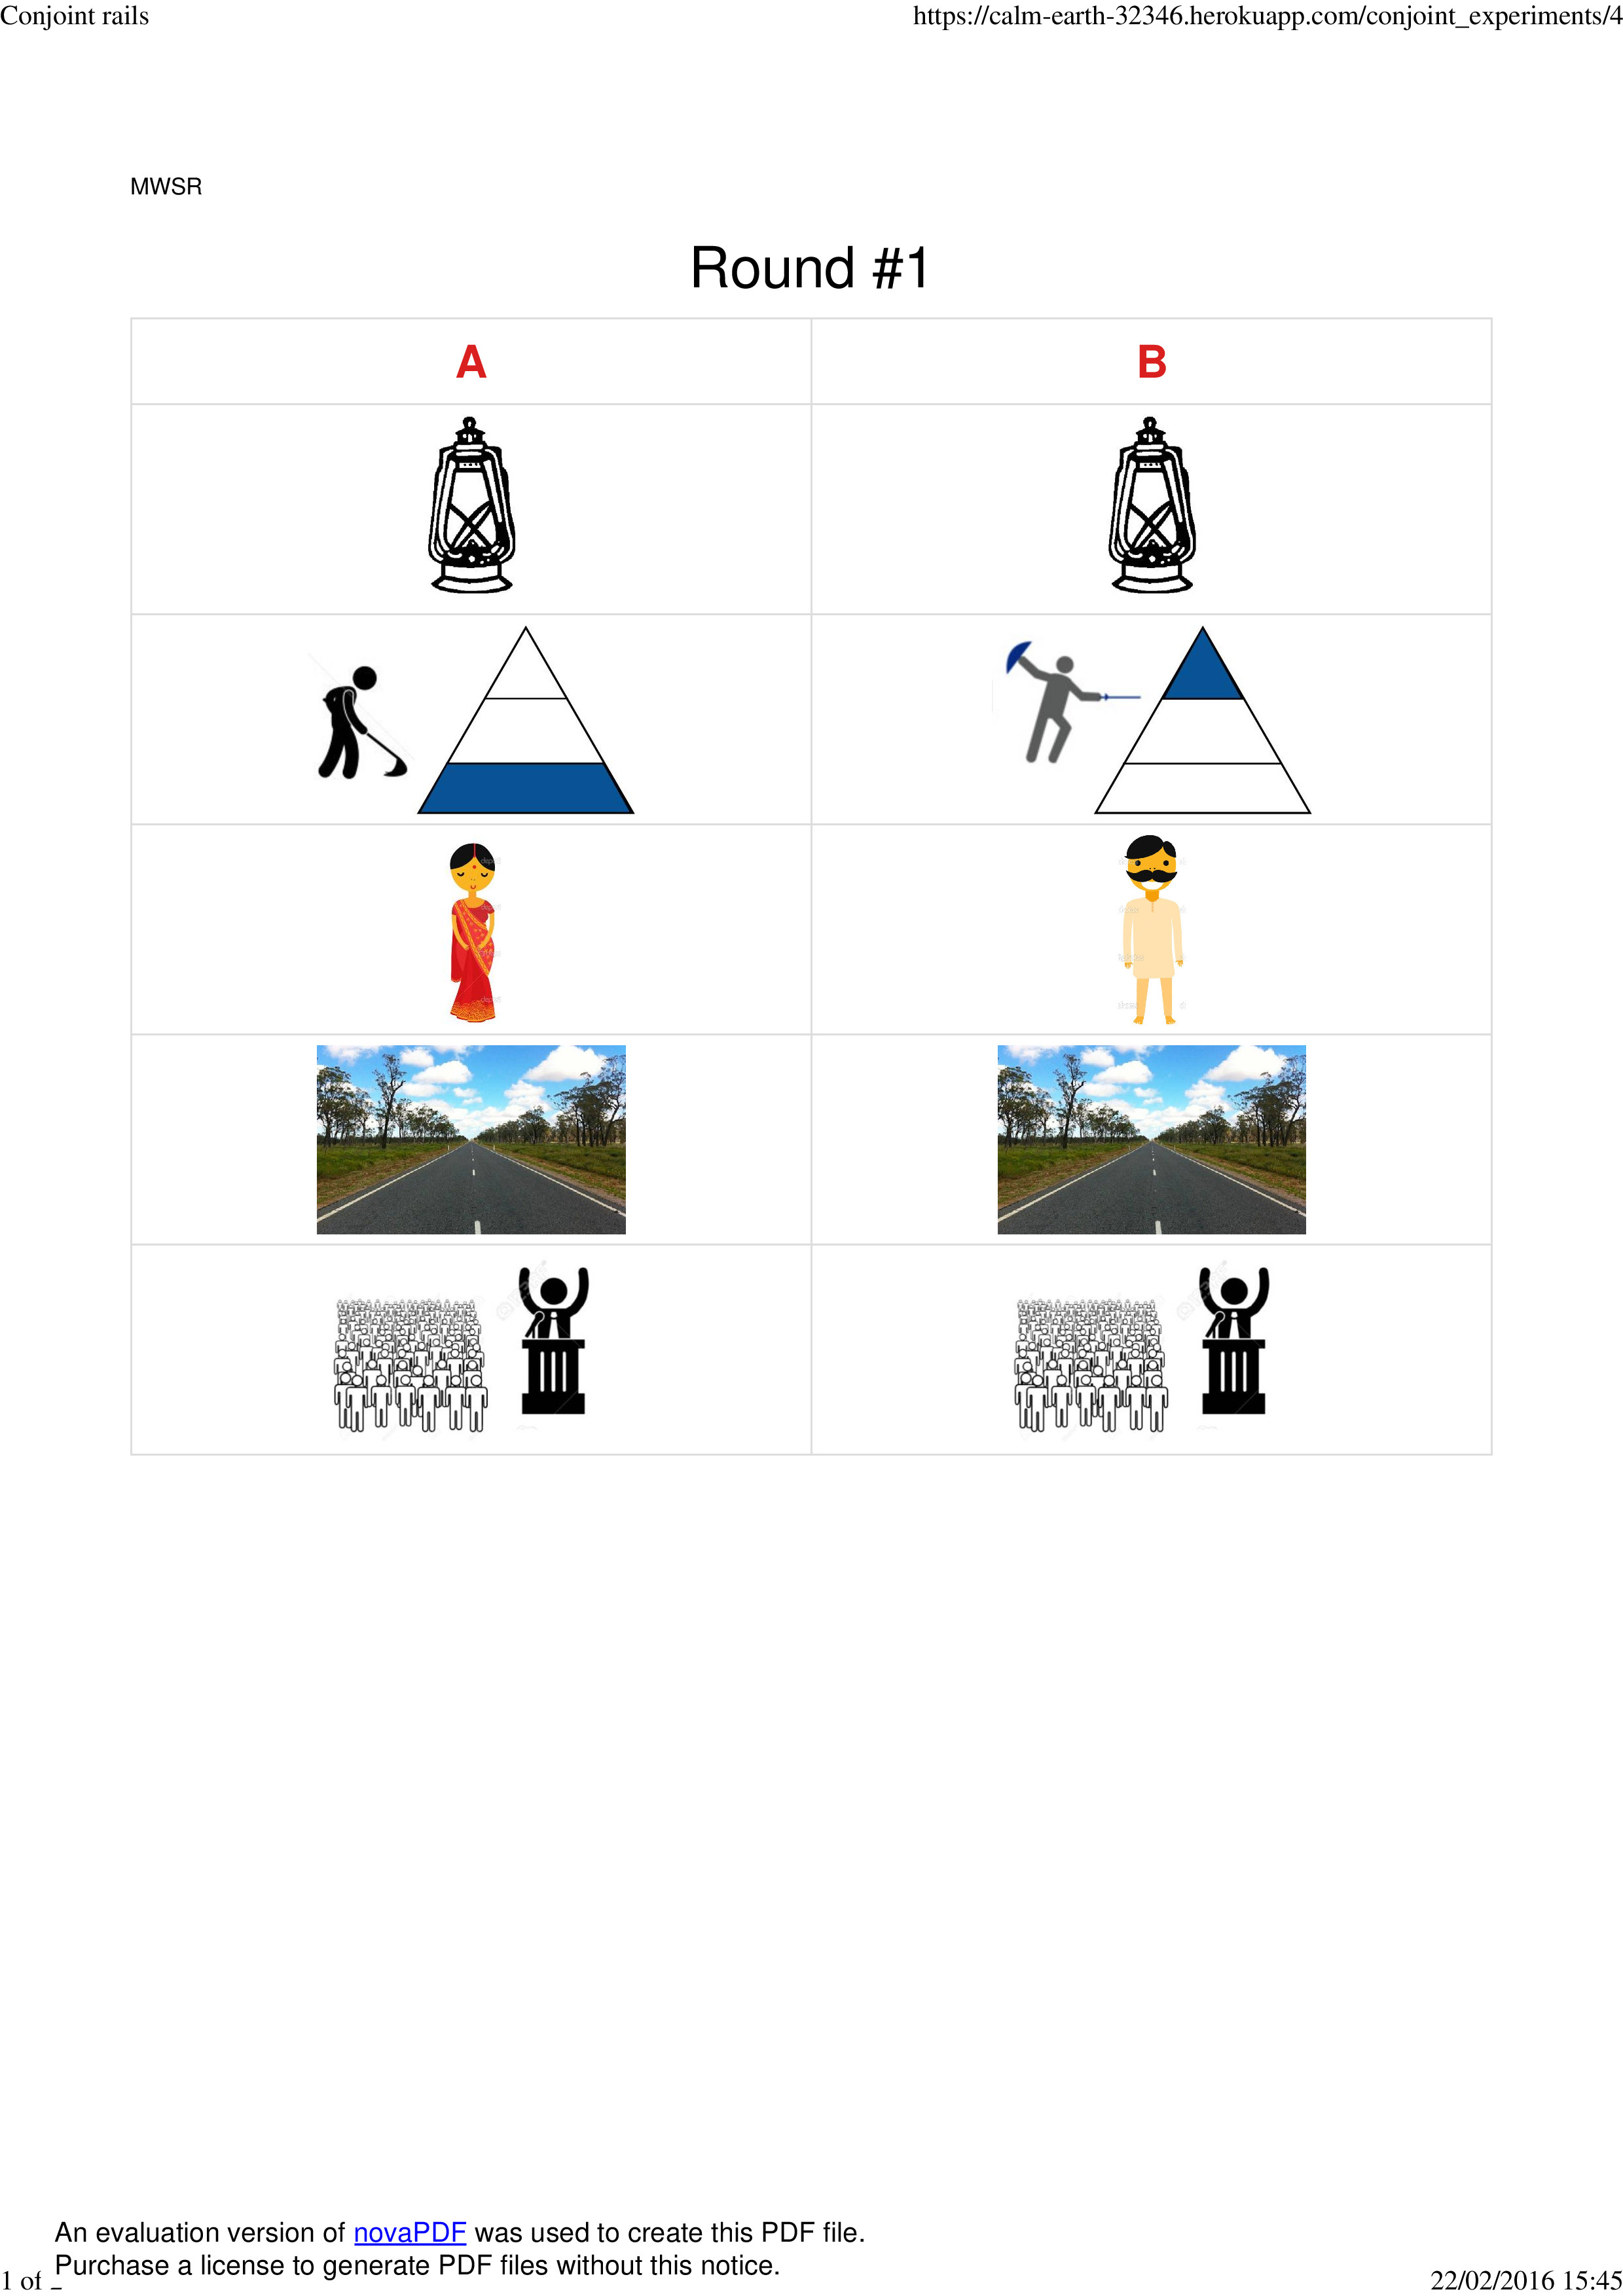 Conjoint rails
https://calm-earth-32346.herokuapp.com/conjoint_experiments/4
MWSR
Round #1
A
B
An evaluation version of novaPDF was used to create this PDF file.
Purchase a license to generate PDF files without this notice.
1 of
22/02/2016 15:45